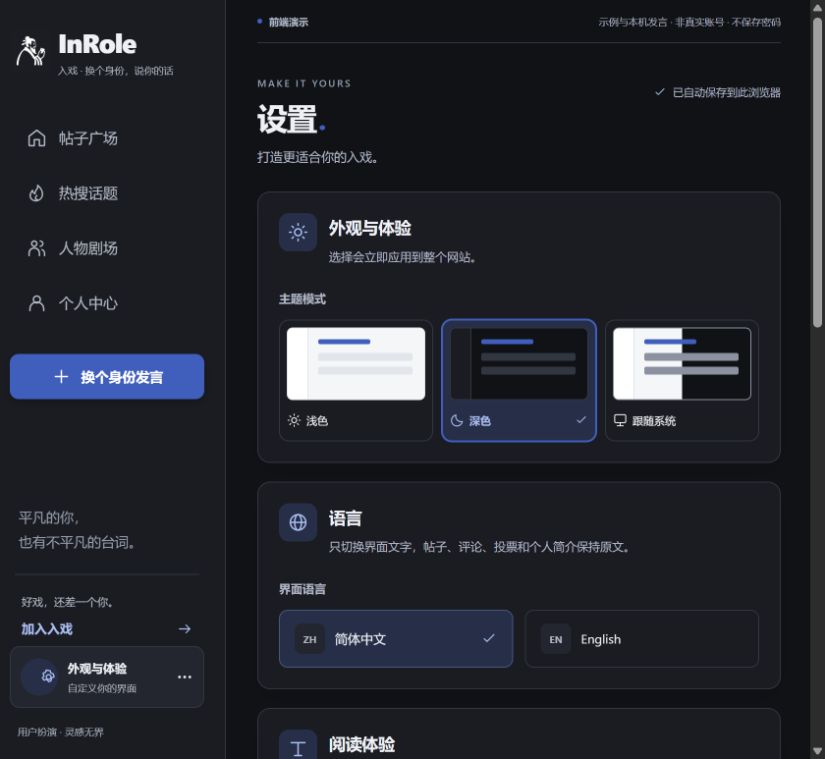 InRole
入戏 · 换个身份，说你的话
帖子广场
热搜话题
人物剧场
个人中心
换个身份发言
平凡的你，
也有不平凡的台词。
好戏，还差一个你。
加入入戏
外观与体验
自定义你的界面
用户扮演 · 灵感无界
前端演示
示例与本机发言 · 非真实账号 · 不保存密码
MAKE IT YOURS
设置.
已自动保存到此浏览器
打造更适合你的入戏。
外观与体验
选择会立即应用到整个网站。
主题模式
浅色
深色
跟随系统
语言
只切换界面文字，帖子、评论、投票和个人简介保持原文。
界面语言
ZH 简体中文
EN English
阅读体验